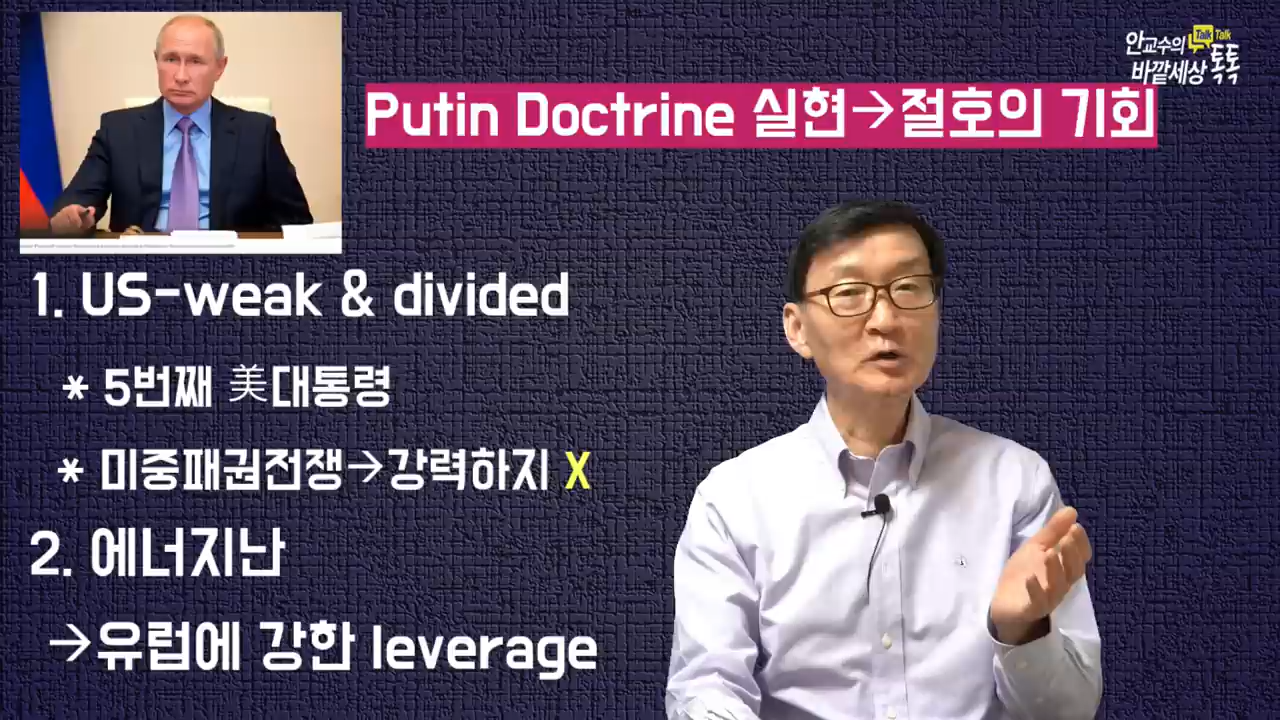 안교수의 Talk Talk
바깥세상 톡톡
Putin Doctrine 실현→절호의 기회
1. US-weak & divided
* 5번째 美대통령
* 미중패권전쟁→강력하지 X
2. 에너지난
→유럽에 강한 leverage